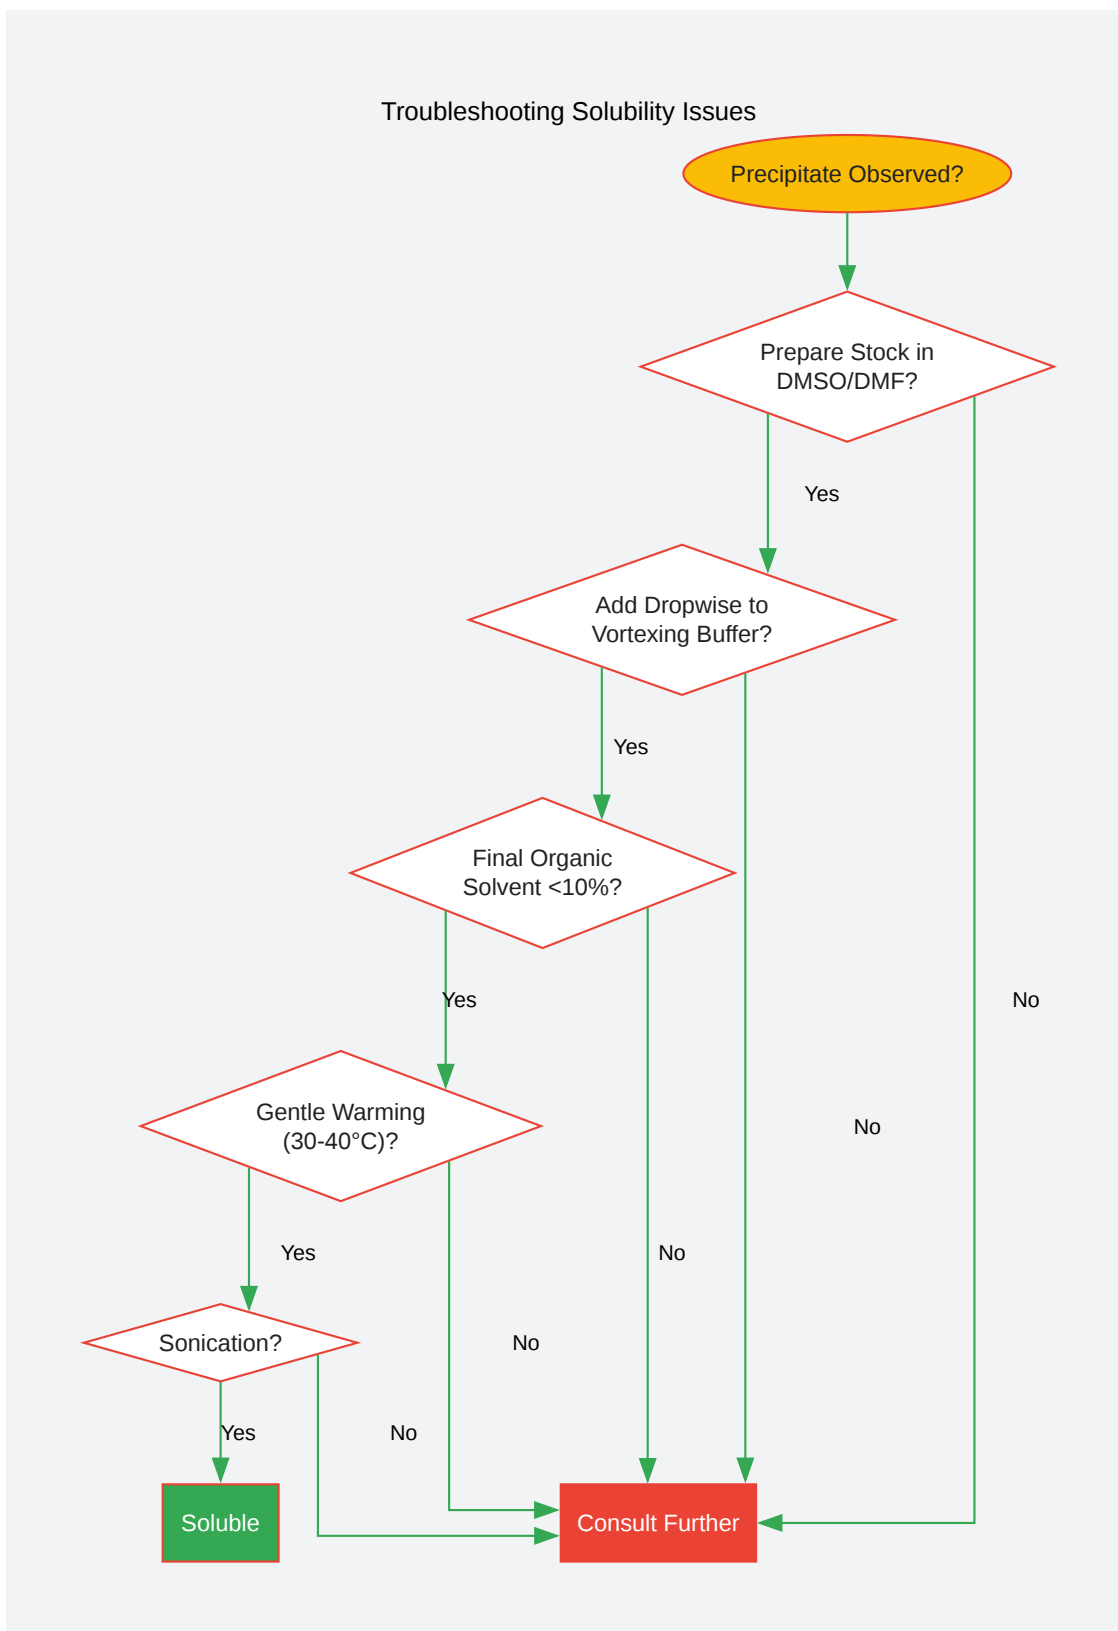 Troubleshooting Solubility Issues
Precipitate Observed?
Prepare Stock in
DMSO/DMF?
Yes
Add Dropwise to
Vortexing Buffer?
Yes
Final Organic
Solvent <10%?
Yes
No
Gentle Warming
(30-40°C)?
No
Yes
No
Sonication?
No
Yes
No
Soluble
Consult Further